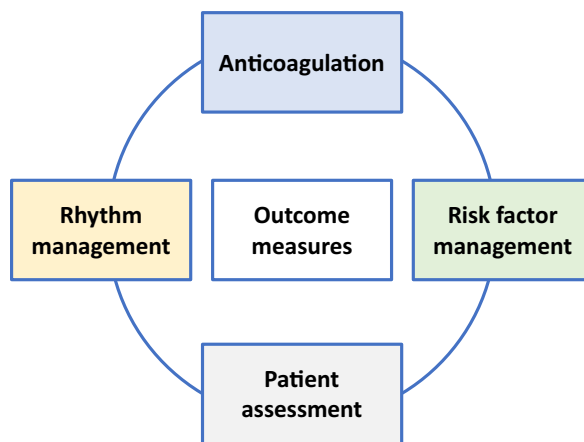 Anticoagulation
Rhythm
management
Outcome
measures
Risk factor
management
Patient
assessment